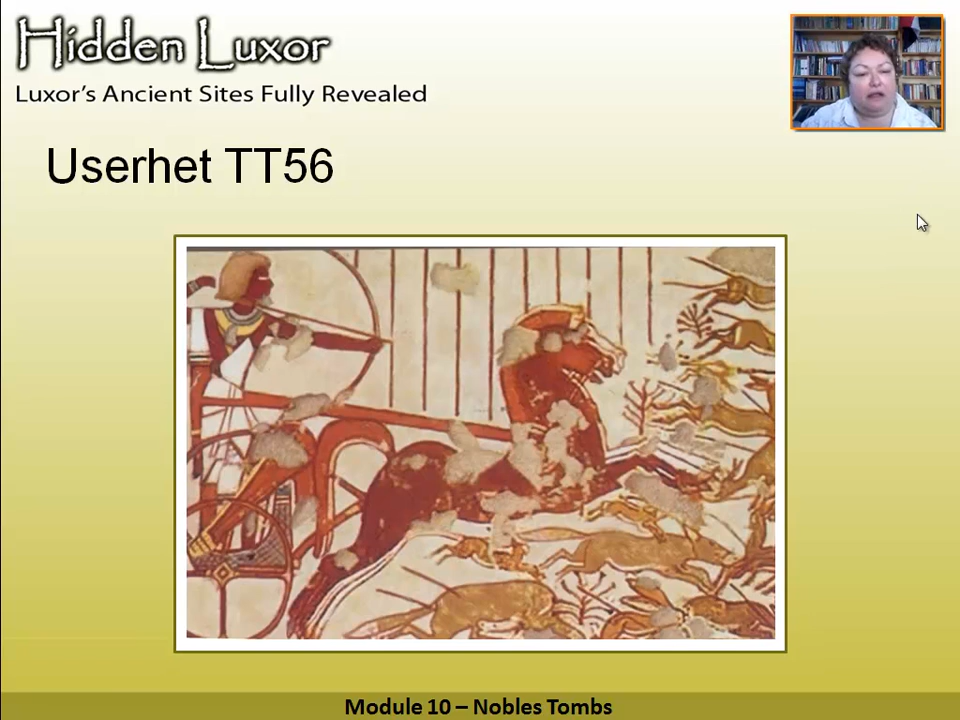 Hidden Luxor
Luxor's Ancient Sites Fully Revealed
Userhet TT56
Module 10 – Nobles Tombs